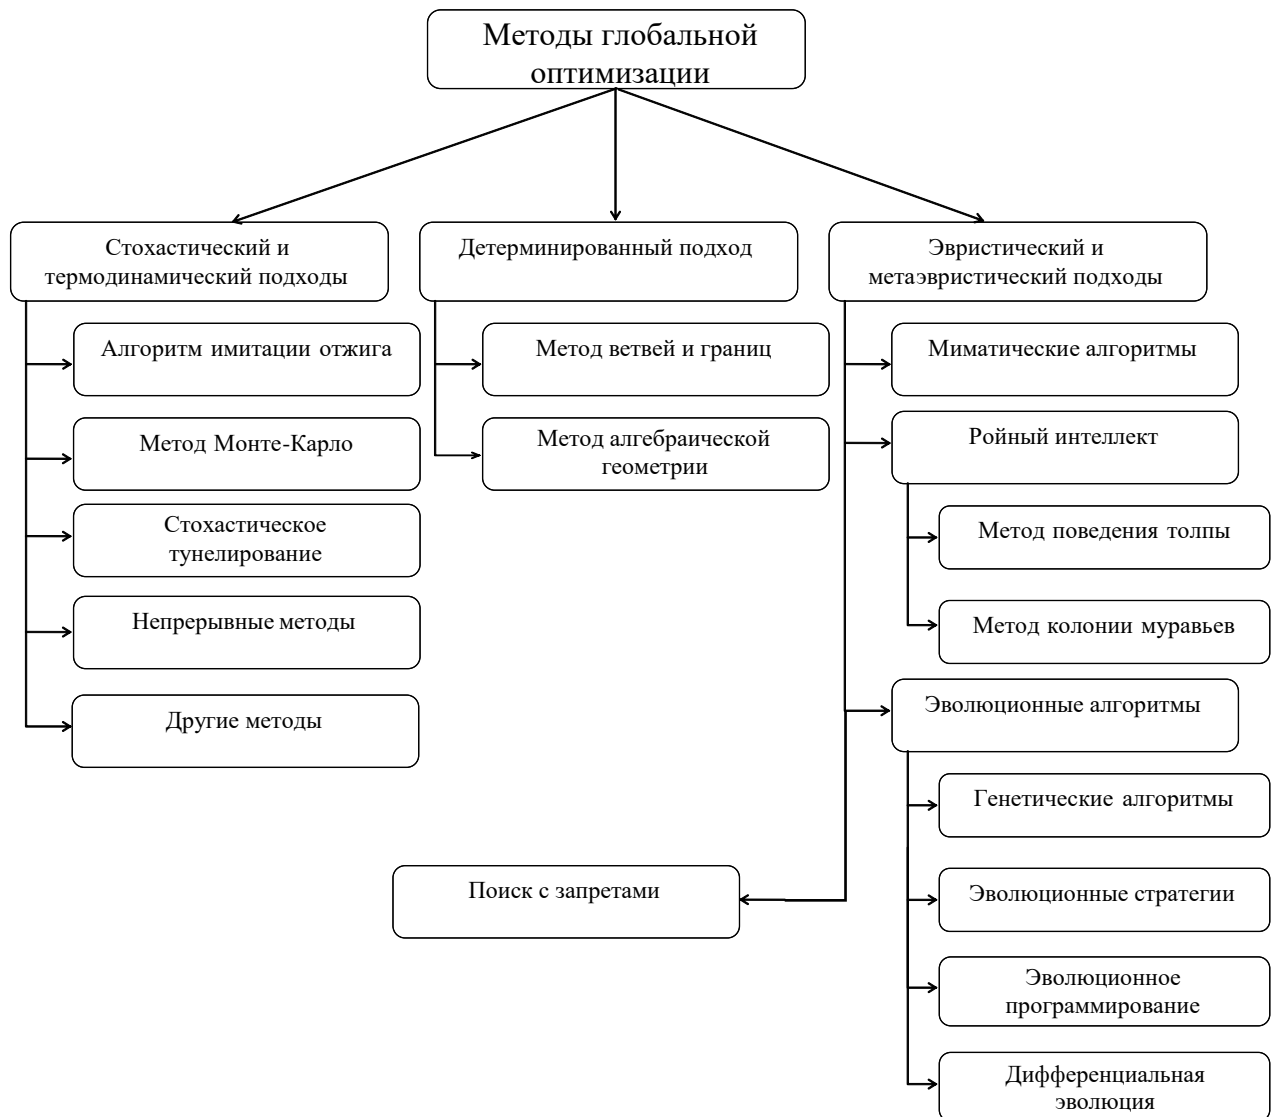 Методы глобальной
оптимизации
Стохастический и
термодинамический подходы
Алгоритм имитации отжига
Метод Монте-Карло
Стохастическое
тунелирование
Непрерывные методы
Другие методы
Детерминированный подход
Метод ветвей и границ
Метод алгебраической
геометрии
Эвристический и
метаэвристический подходы
Миматические алгоритмы
Ройный интеллект
Метод поведения толпы
Метод колонии муравьев
Эволюционные алгоритмы
Генетические алгоритмы
Эволюционные стратегии
Эволюционное
программирование
Дифференциальная
эволюция
Поиск с запретами